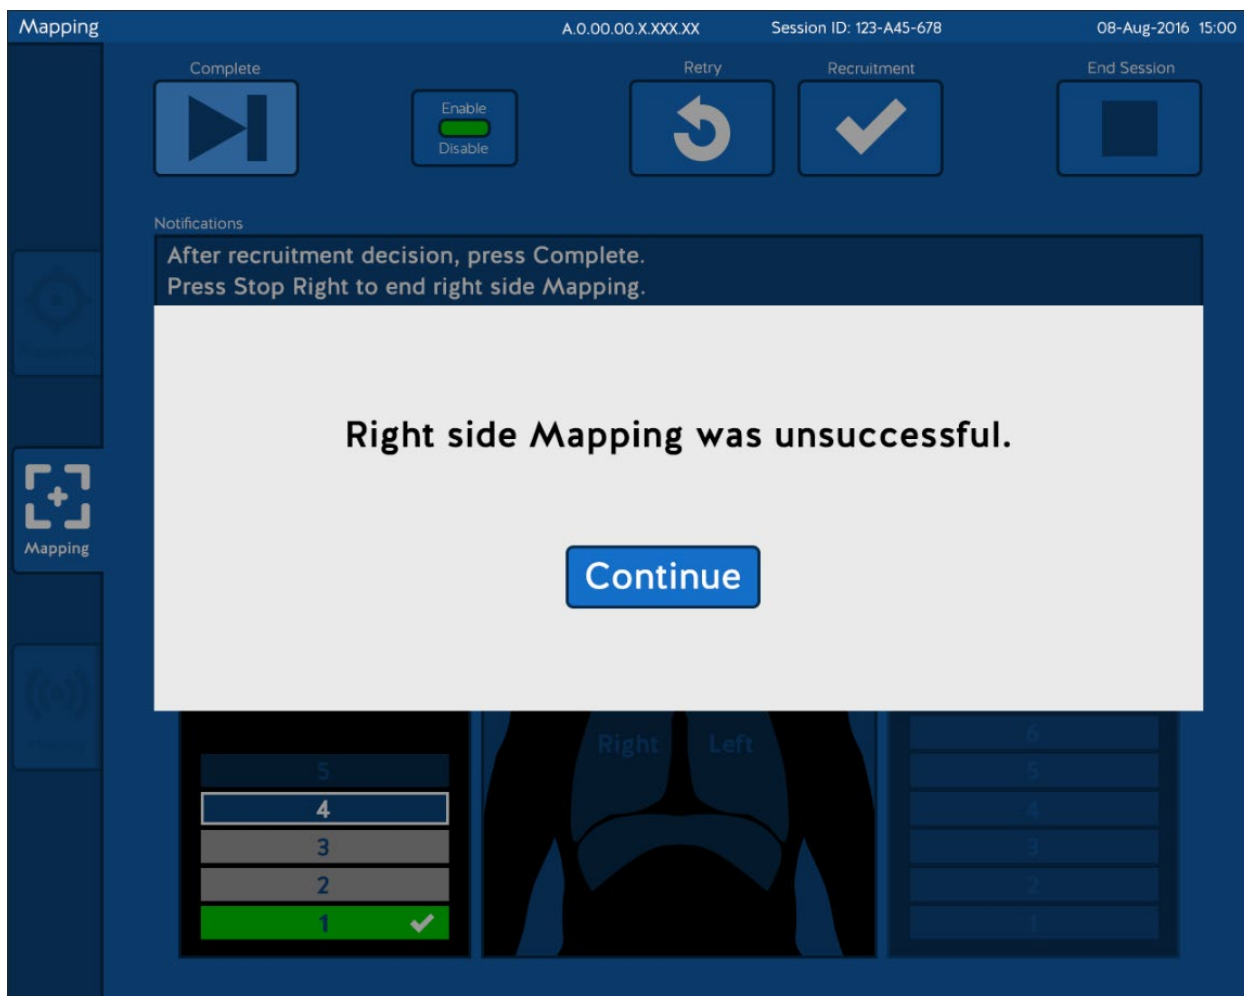 Mapping A.0.00.00.X.XXX.XX Session ID: 123-A45-678 08-Aug-2016 15:00
Complete Retry Recruitment End Session
Enable
Disable
Notifications
After recruitment decision, press Complete.
Press Stop Right to end right side Mapping.
Right side Mapping was unsuccessful.
Continue
Mapping
Right Left
5
4
3
2
1
6
5
4
3
2
1